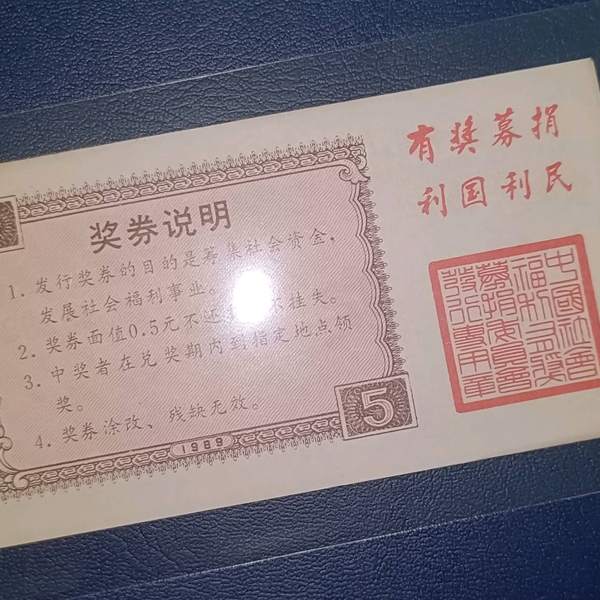 奖券说明
1. 发行奖券的目的是筹集社会资金，
发展社会福利事业。
2. 奖券面值0.5元不还 不挂失。
3. 中奖者在兑奖期内到指定地点领
奖。
4. 奖券涂改、残缺无效。
1989
5
有奖募捐
利国利民
中國社會
福利有獎
募捐委員會
發行專用章